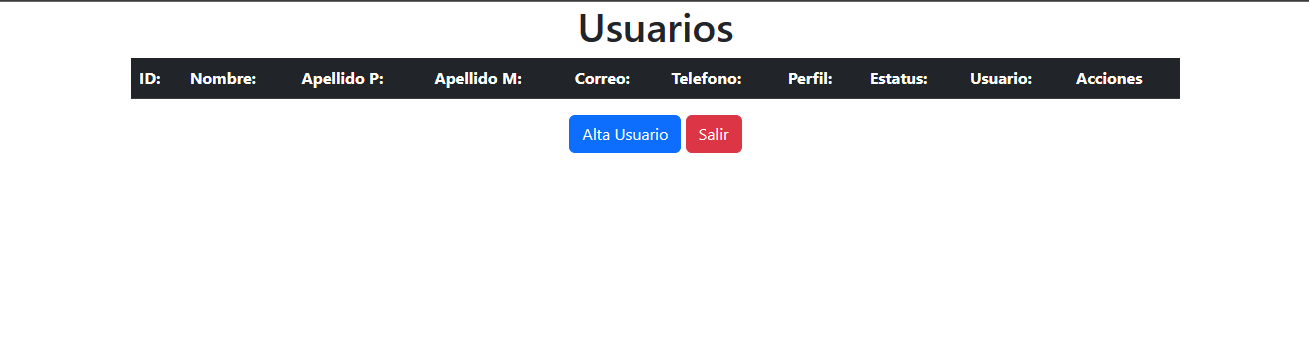 Usuarios
ID: Nombre: Apellido P: Apellido M: Correo: Telefono: Perfil: Estatus: Usuario: Acciones
Alta Usuario Salir